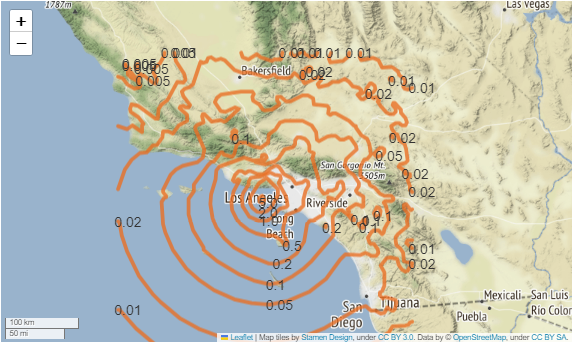 1787m
Las Vegas
+
−
0.01 0.01 0.01 0.01 0.01
0.005
0.005
0.005
Bakersfield
0.02
0.02
0.01
0.01
0.02
0.1
0.02
0.05
San Gorgonio Mt.
3505m
0.02
0.02
Los Angeles
Riverside
5.0
2.0
1.0
Long
Beach
0.02
0.2
0.1
0.1
0.1
0.5
0.01
0.2
0.02
0.1
0.05
0.01
San
Diego
Tijuana
Mexicali
San Luis
Rio Color
Puebla
100 km
50 mi
Leaflet | Map tiles by Stamen Design, under CC BY 3.0. Data by © OpenStreetMap, under CC BY SA.